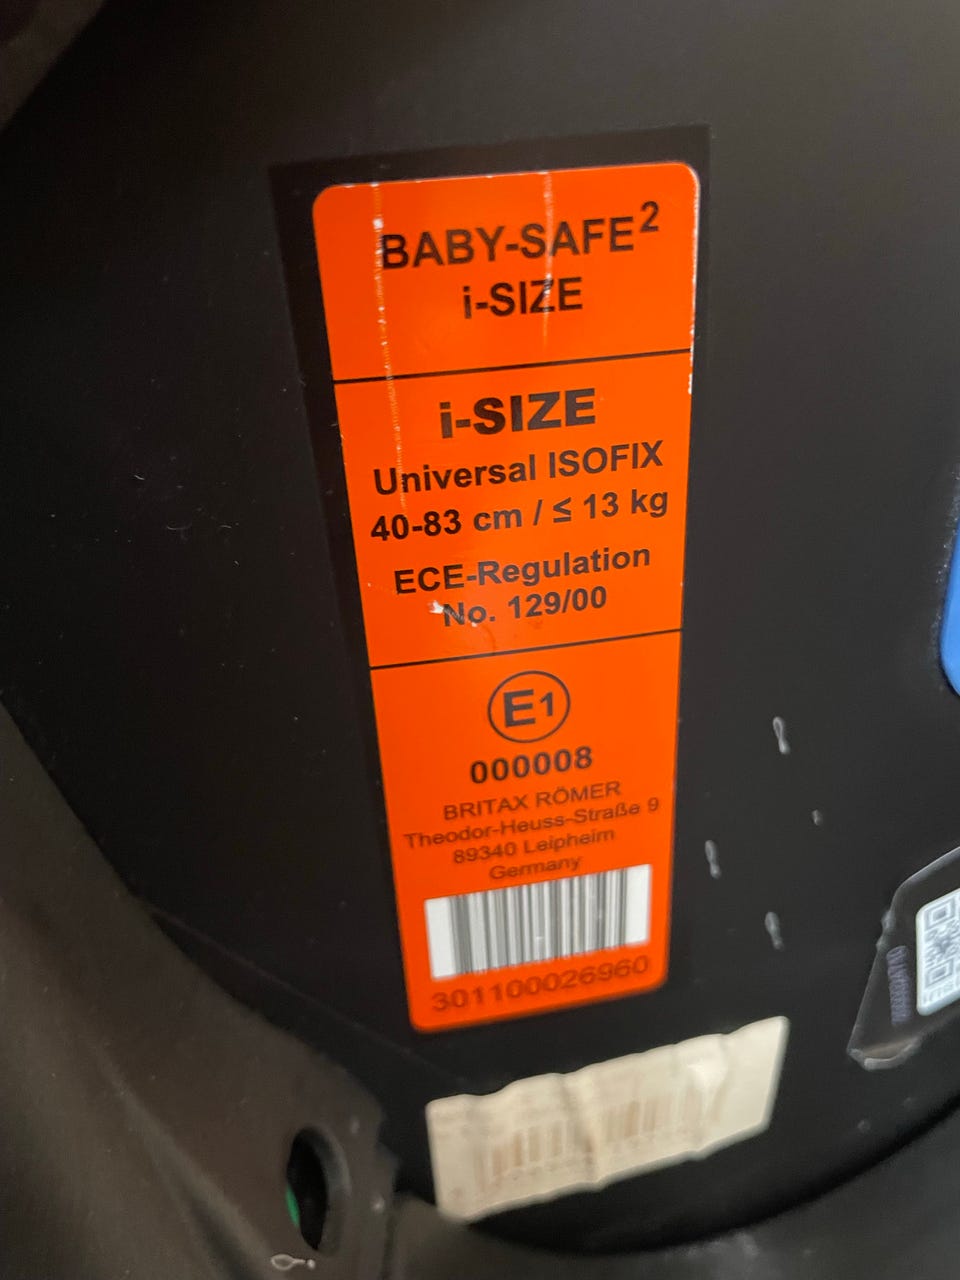 BABY-SAFE²
i-SIZE
i-SIZE
Universal ISOFIX
40-83 cm / ≤ 13 kg
ECE-Regulation
No. 129/00
E1
000008
BRITAX RÖMER
Theodor-Heuss-Straße 9
89340 Leipheim
Germany
301100026960